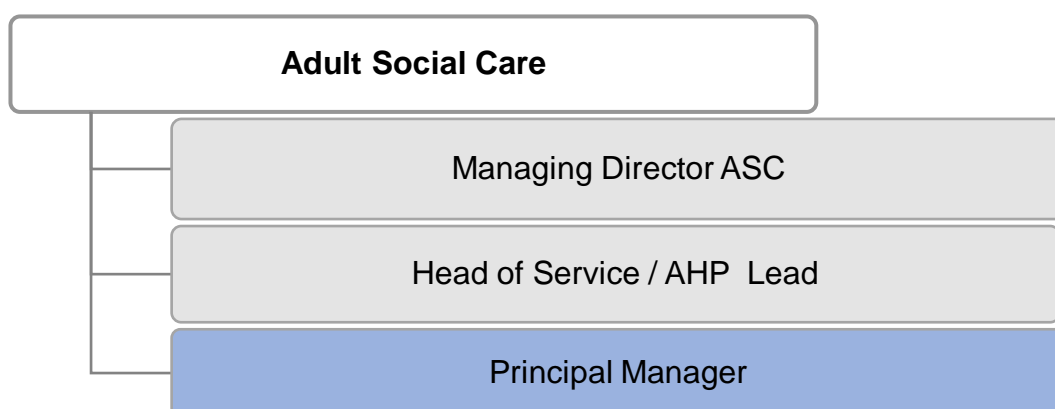 Adult Social Care
Managing Director ASC
Head of Service / AHP Lead
Principal Manager